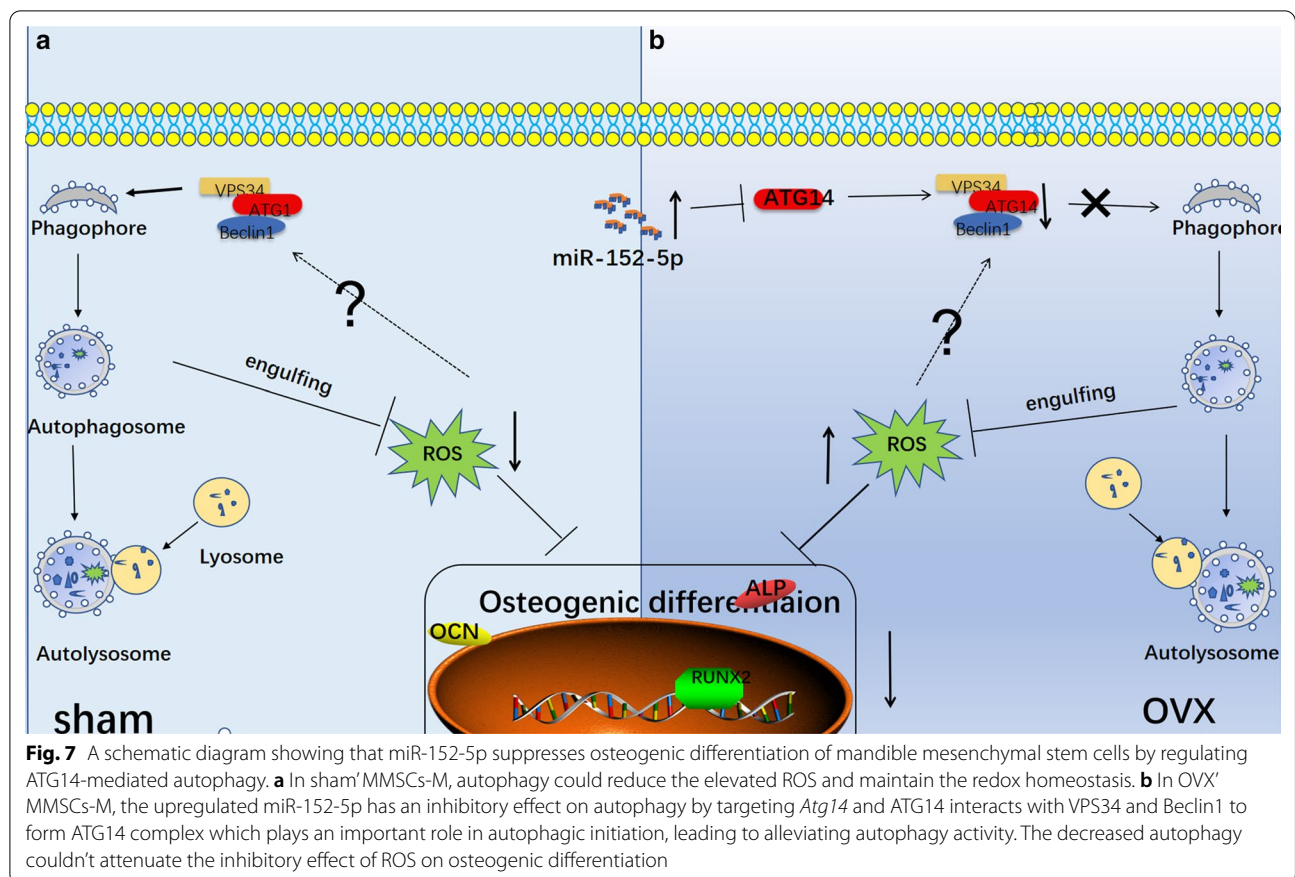 a
b
VPS34
ATG1
Beclin1
Phagophore
miR-152-5p
ATG14
VPS34
ATG14
Beclin1
Phagophore
?
?
engulfing
engulfing
Autophagosome
ROS
ROS
Lyosome
Autolysosome
Autolysosome
Osteogenic differentiaion
ALP
OCN
RUNX2
sham
OVX
Fig. 7 A schematic diagram showing that miR-152-5p suppresses osteogenic differentiation of mandible mesenchymal stem cells by regulating
ATG14-mediated autophagy. a In sham' MMSCs-M, autophagy could reduce the elevated ROS and maintain the redox homeostasis. b In OVX'
MMSCs-M, the upregulated miR-152-5p has an inhibitory effect on autophagy by targeting Atg14 and ATG14 interacts with VPS34 and Beclin1 to
form ATG14 complex which plays an important role in autophagic initiation, leading to alleviating autophagy activity. The decreased autophagy
couldn't attenuate the inhibitory effect of ROS on osteogenic differentiation